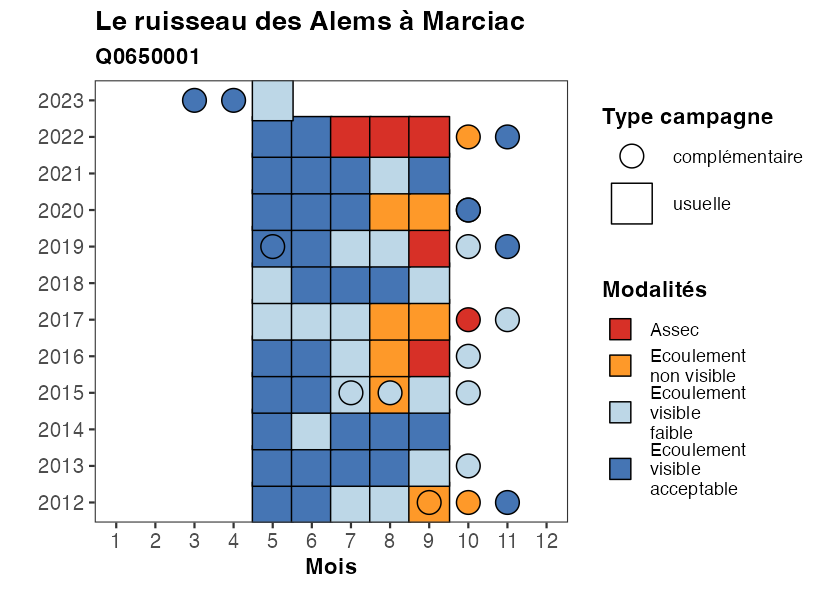 Le ruisseau des Alems à Marciac
Q0650001
2023
2022
2021
2020
2019
2018
2017
2016
2015
2014
2013
2012
1 2 3 4 5 6 7 8 9 10 11 12
Mois
Type campagne
complémentaire
usuelle
Modalités
Assec
Ecoulement
non visible
Ecoulement
visible
faible
Ecoulement
visible
acceptable